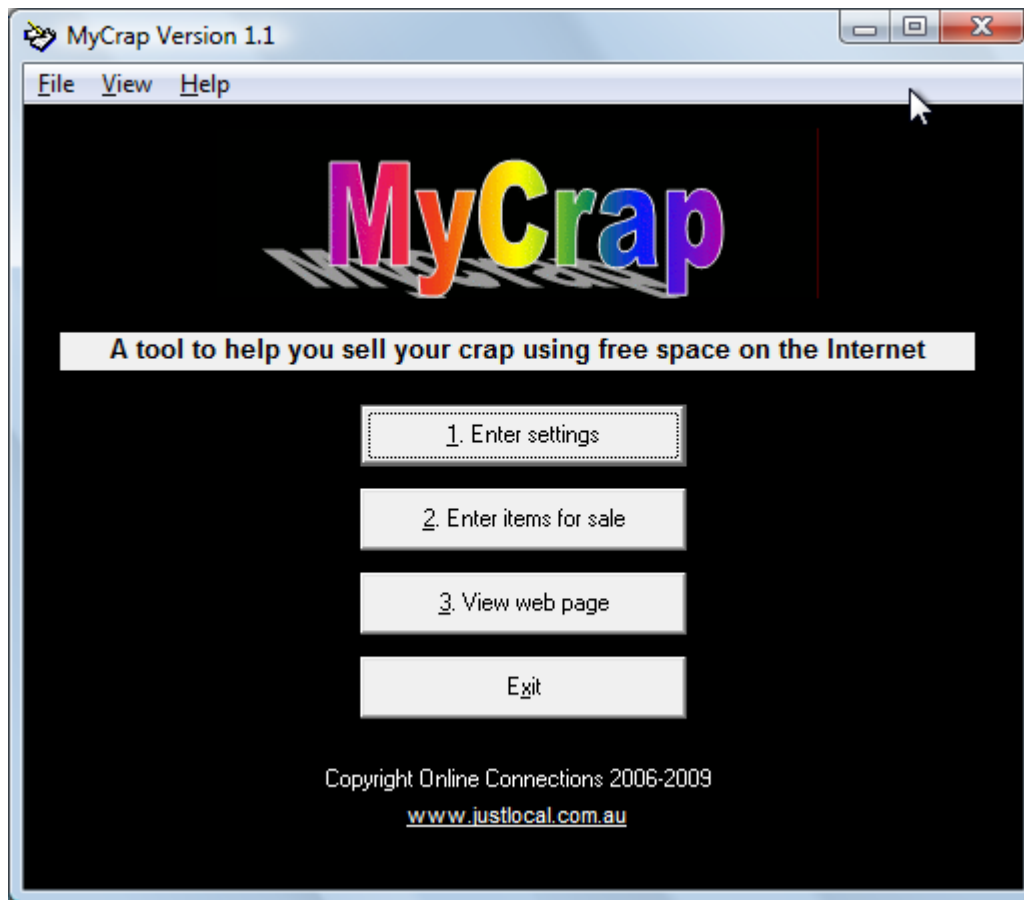 MyCrap Version 1.1
File View Help
MyCrap
A tool to help you sell your crap using free space on the Internet
1. Enter settings
2. Enter items for sale
3. View web page
Exit
Copyright Online Connections 2006-2009
www.justlocal.com.au